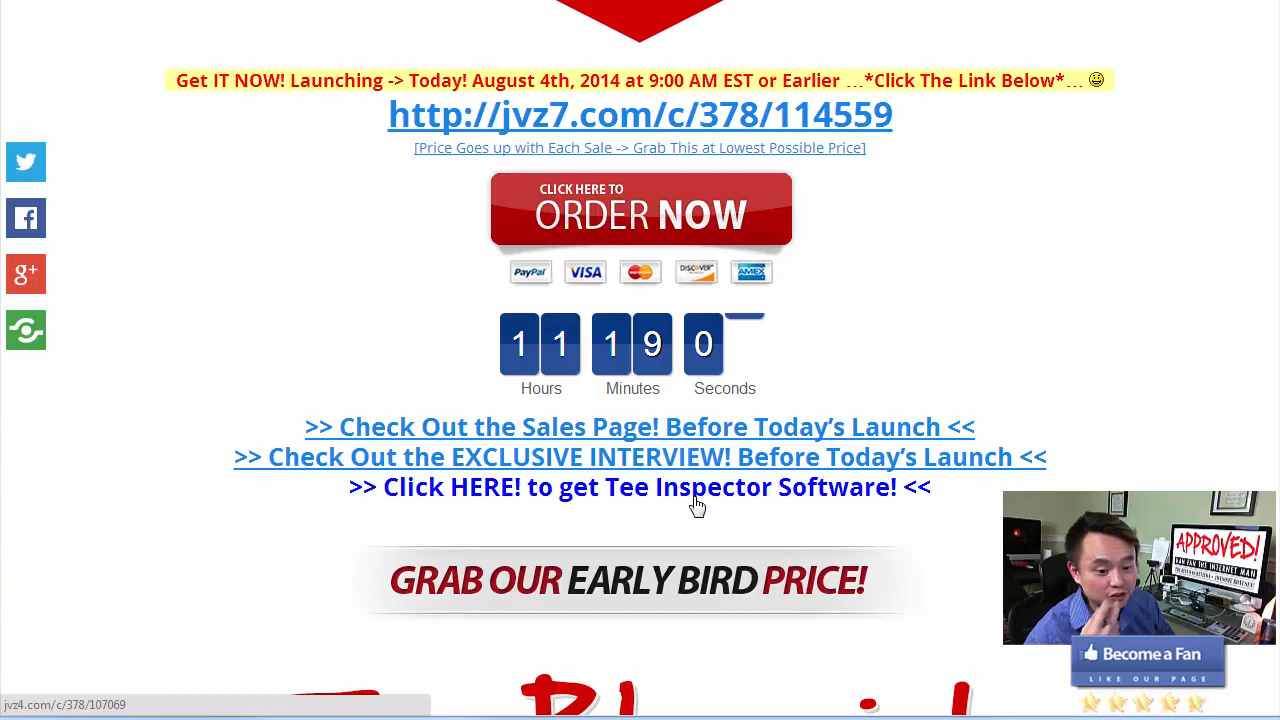 Get IT NOW! Launching -> Today! August 4th, 2014 at 9:00 AM EST or Earlier ...*Click The Link Below*...
http://jvz7.com/c/378/114559
[Price Goes up with Each Sale -> Grab This at Lowest Possible Price]
CLICK HERE TO
ORDER NOW
PayPal VISA MasterCard DISCOVER AMEX
11 19 0
Hours Minutes Seconds
>> Check Out the Sales Page! Before Today's Launch <<
>> Check Out the EXCLUSIVE INTERVIEW! Before Today's Launch <<
>> Click HERE! to get Tee Inspector Software! <<
GRAB OUR EARLY BIRD PRICE!
APPROVED!
Become a Fan
LIKE OUR PAGE
jvz4.com/c/378/107069